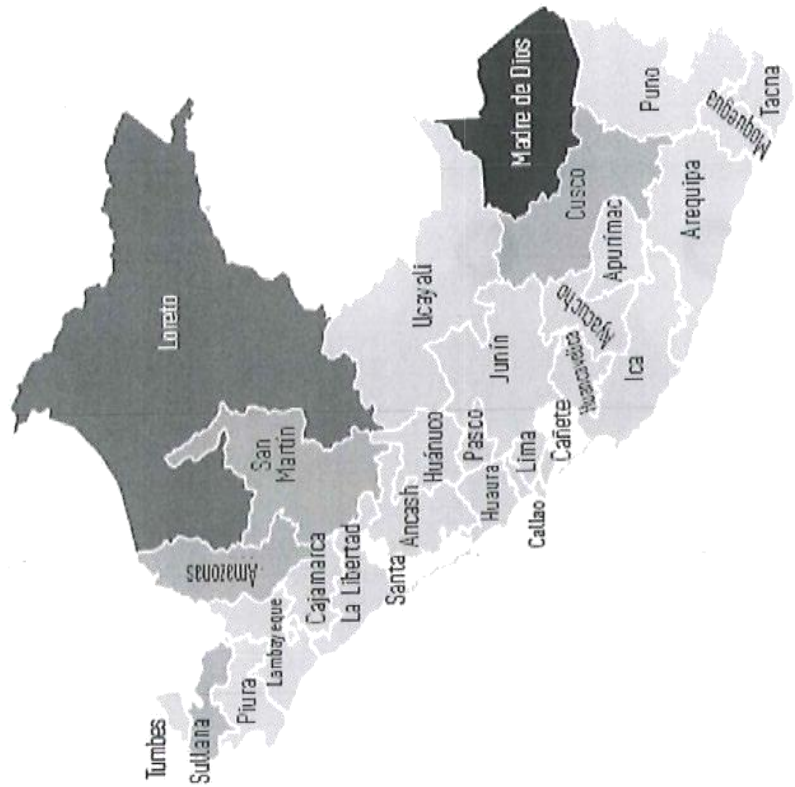 Tumbes
Sullana
Piura
Lambayeque
Amazonas
Cajamarca
La Libertad
San
Martín
Loreto
Santa
Ancash
Huánuco
Pasco
Huaura
Ucayali
Callao
Lima
Junín
Cañete
Huancavelica
Ayacucho
Ica
Apurímac
Cusco
Madre de Dios
Arequipa
Puno
Moquegua
Tacna